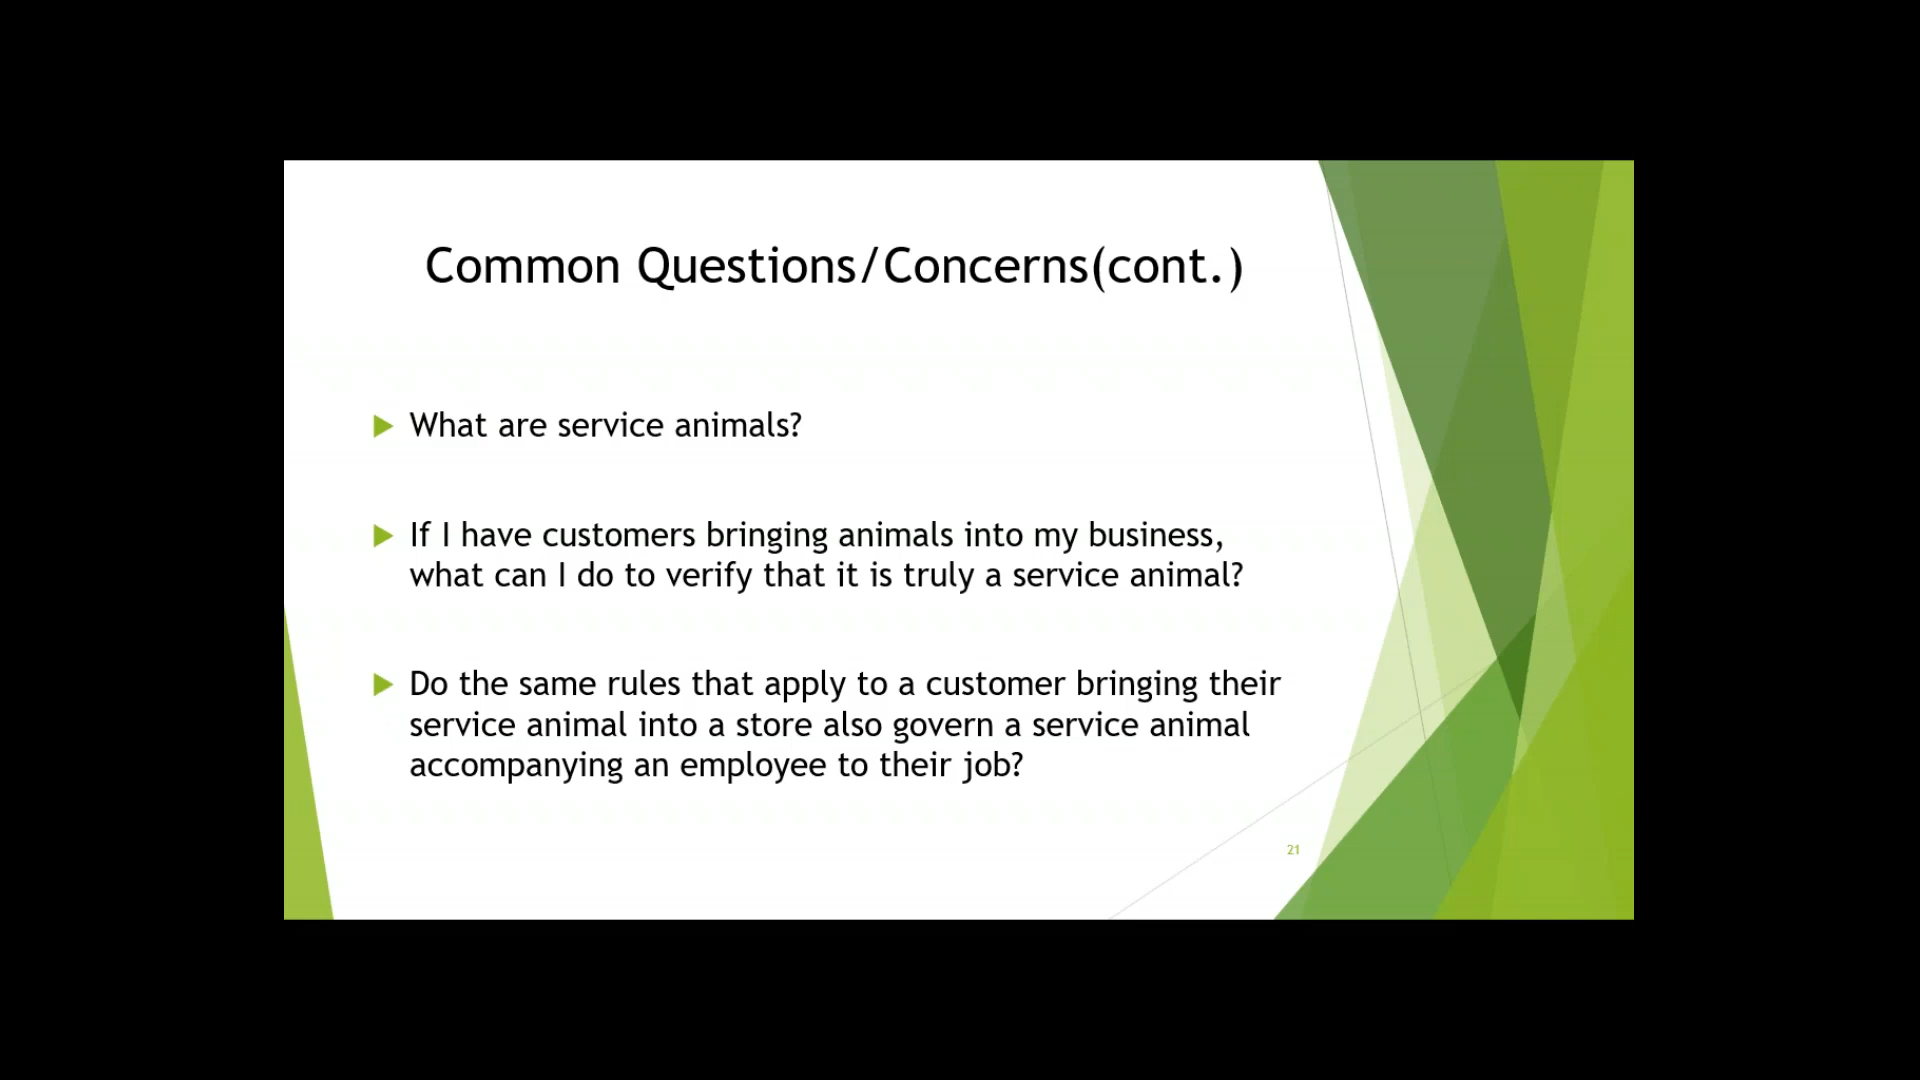 Common Questions/Concerns(cont.)
What are service animals?
If I have customers bringing animals into my business,
what can I do to verify that it is truly a service animal?
Do the same rules that apply to a customer bringing their
service animal into a store also govern a service animal
accompanying an employee to their job?
21